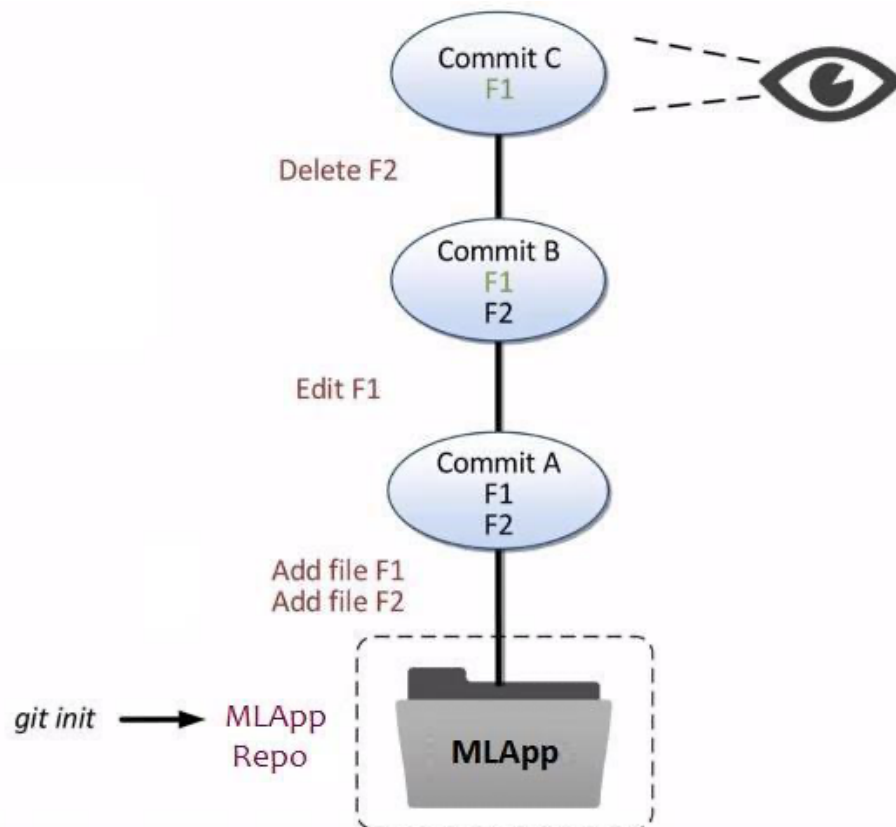 Commit C
F1
Delete F2
Commit B
F1
F2
Edit F1
Commit A
F1
F2
Add file F1
Add file F2
git init
MLApp
Repo
MLApp